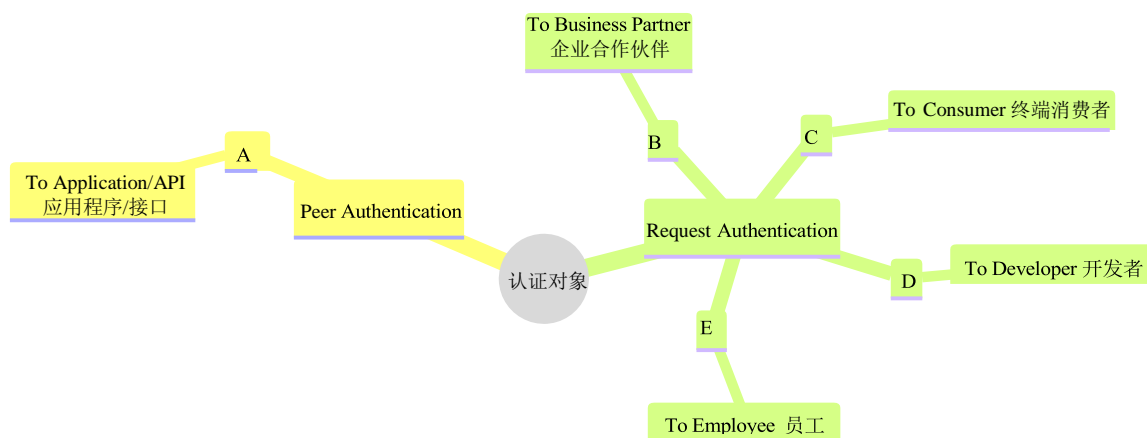 To Business Partner
企业合作伙伴
To Consumer 终端消费者
B
C
A
To Application/API
应用程序/接口
Peer Authentication
Request Authentication
认证对象
To Developer 开发者
D
E
To Employee 员工